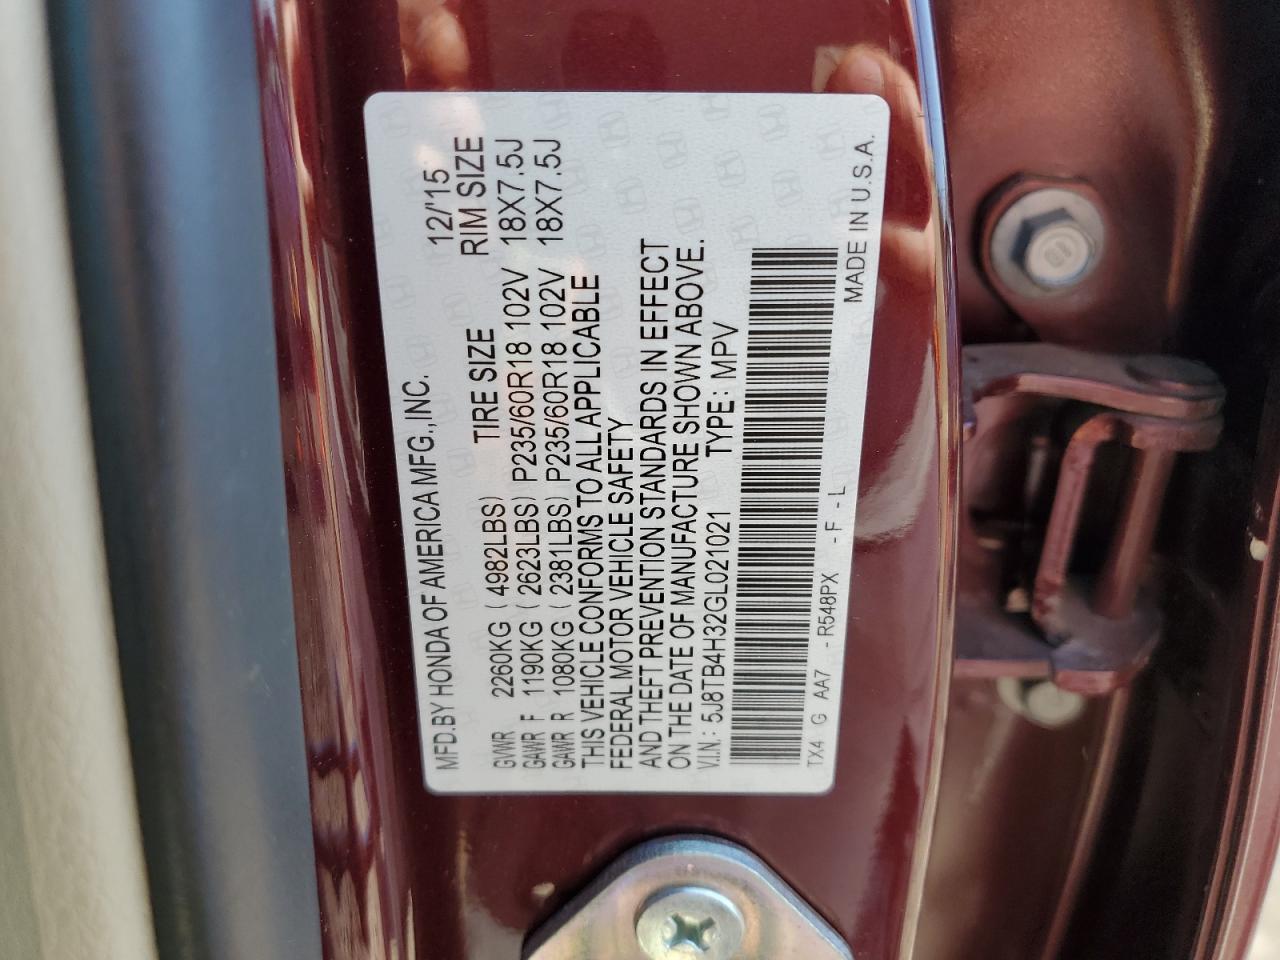 MFD.BY HONDA OF AMERICA MFG.,INC. 12/'15
TIRE SIZE RIM SIZE
GVWR 2260KG ( 4982LBS)
GAWR F 1190KG ( 2623LBS) P235/60R18 102V 18X7.5J
GAWR R 1080KG ( 2381LBS) P235/60R18 102V 18X7.5J
THIS VEHICLE CONFORMS TO ALL APPLICABLE
FEDERAL MOTOR VEHICLE SAFETY
AND THEFT PREVENTION STANDARDS IN EFFECT
ON THE DATE OF MANUFACTURE SHOWN ABOVE.
V.I.N.: 5J8TB4H32GL021021 TYPE: MPV
TX4 G AA7 -R548PX -F -L
MADE IN U.S.A.